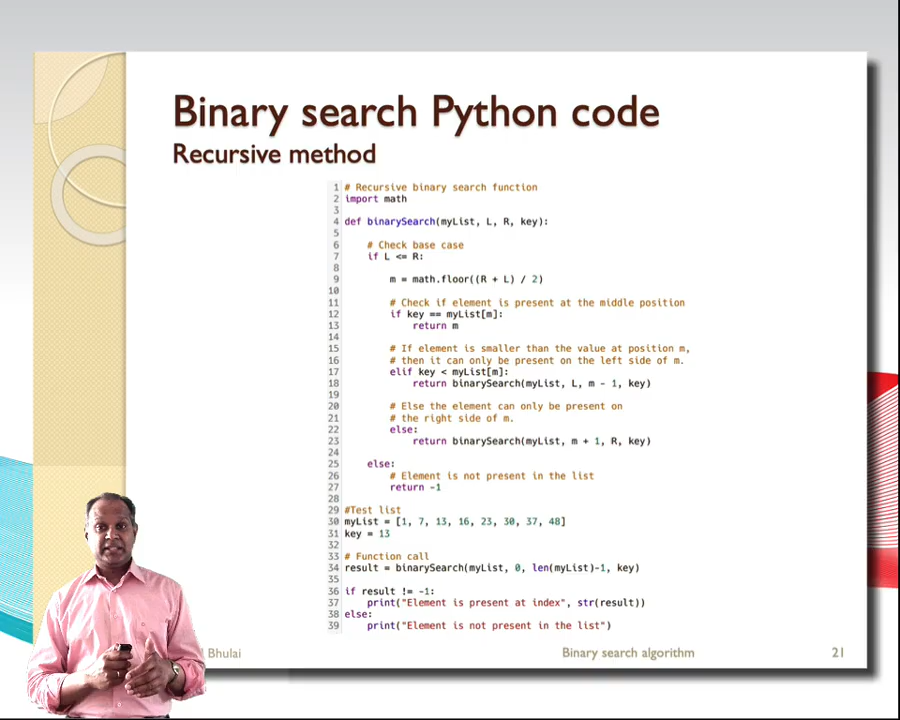 Binary search Python code
Recursive method
1 # Recursive binary search function
2 import math
3
4 def binarySearch(myList, L, R, key):
5
6 # Check base case
7 if L <= R:
8
9 m = math.floor((R + L) / 2)
10
11 # Check if element is present at the middle position
12 if key == myList[m]:
13 return m
14
15 # If element is smaller than the value at position m,
16 # then it can only be present on the left side of m.
17 elif key < myList[m]:
18 return binarySearch(myList, L, m - 1, key)
19
20 # Else the element can only be present on
21 # the right side of m.
22 else:
23 return binarySearch(myList, m + 1, R, key)
24
25 else:
26 # Element is not present in the list
27 return -1
28
29 #Test list
30 myList = [1, 7, 13, 16, 23, 30, 37, 48]
31 key = 13
32
33 # Function call
34 result = binarySearch(myList, 0, len(myList)-1, key)
35
36 if result != -1:
37 print("Element is present at index", str(result))
38 else:
39 print("Element is not present in the list")
Bhulai
Binary search algorithm
21